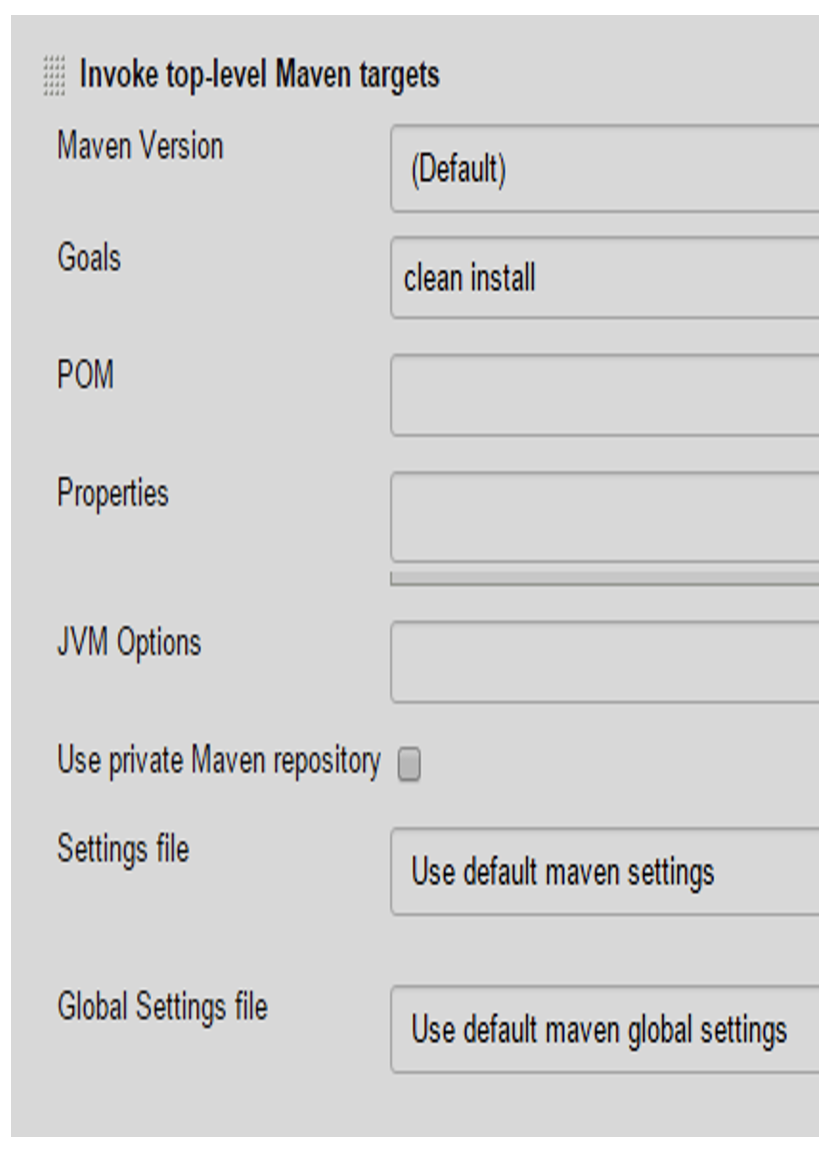 Invoke top-level Maven targets
Maven Version
(Default)
Goals
clean install
POM
Properties
JVM Options
Use private Maven repository
Settings file
Use default maven settings
Global Settings file
Use default maven global settings